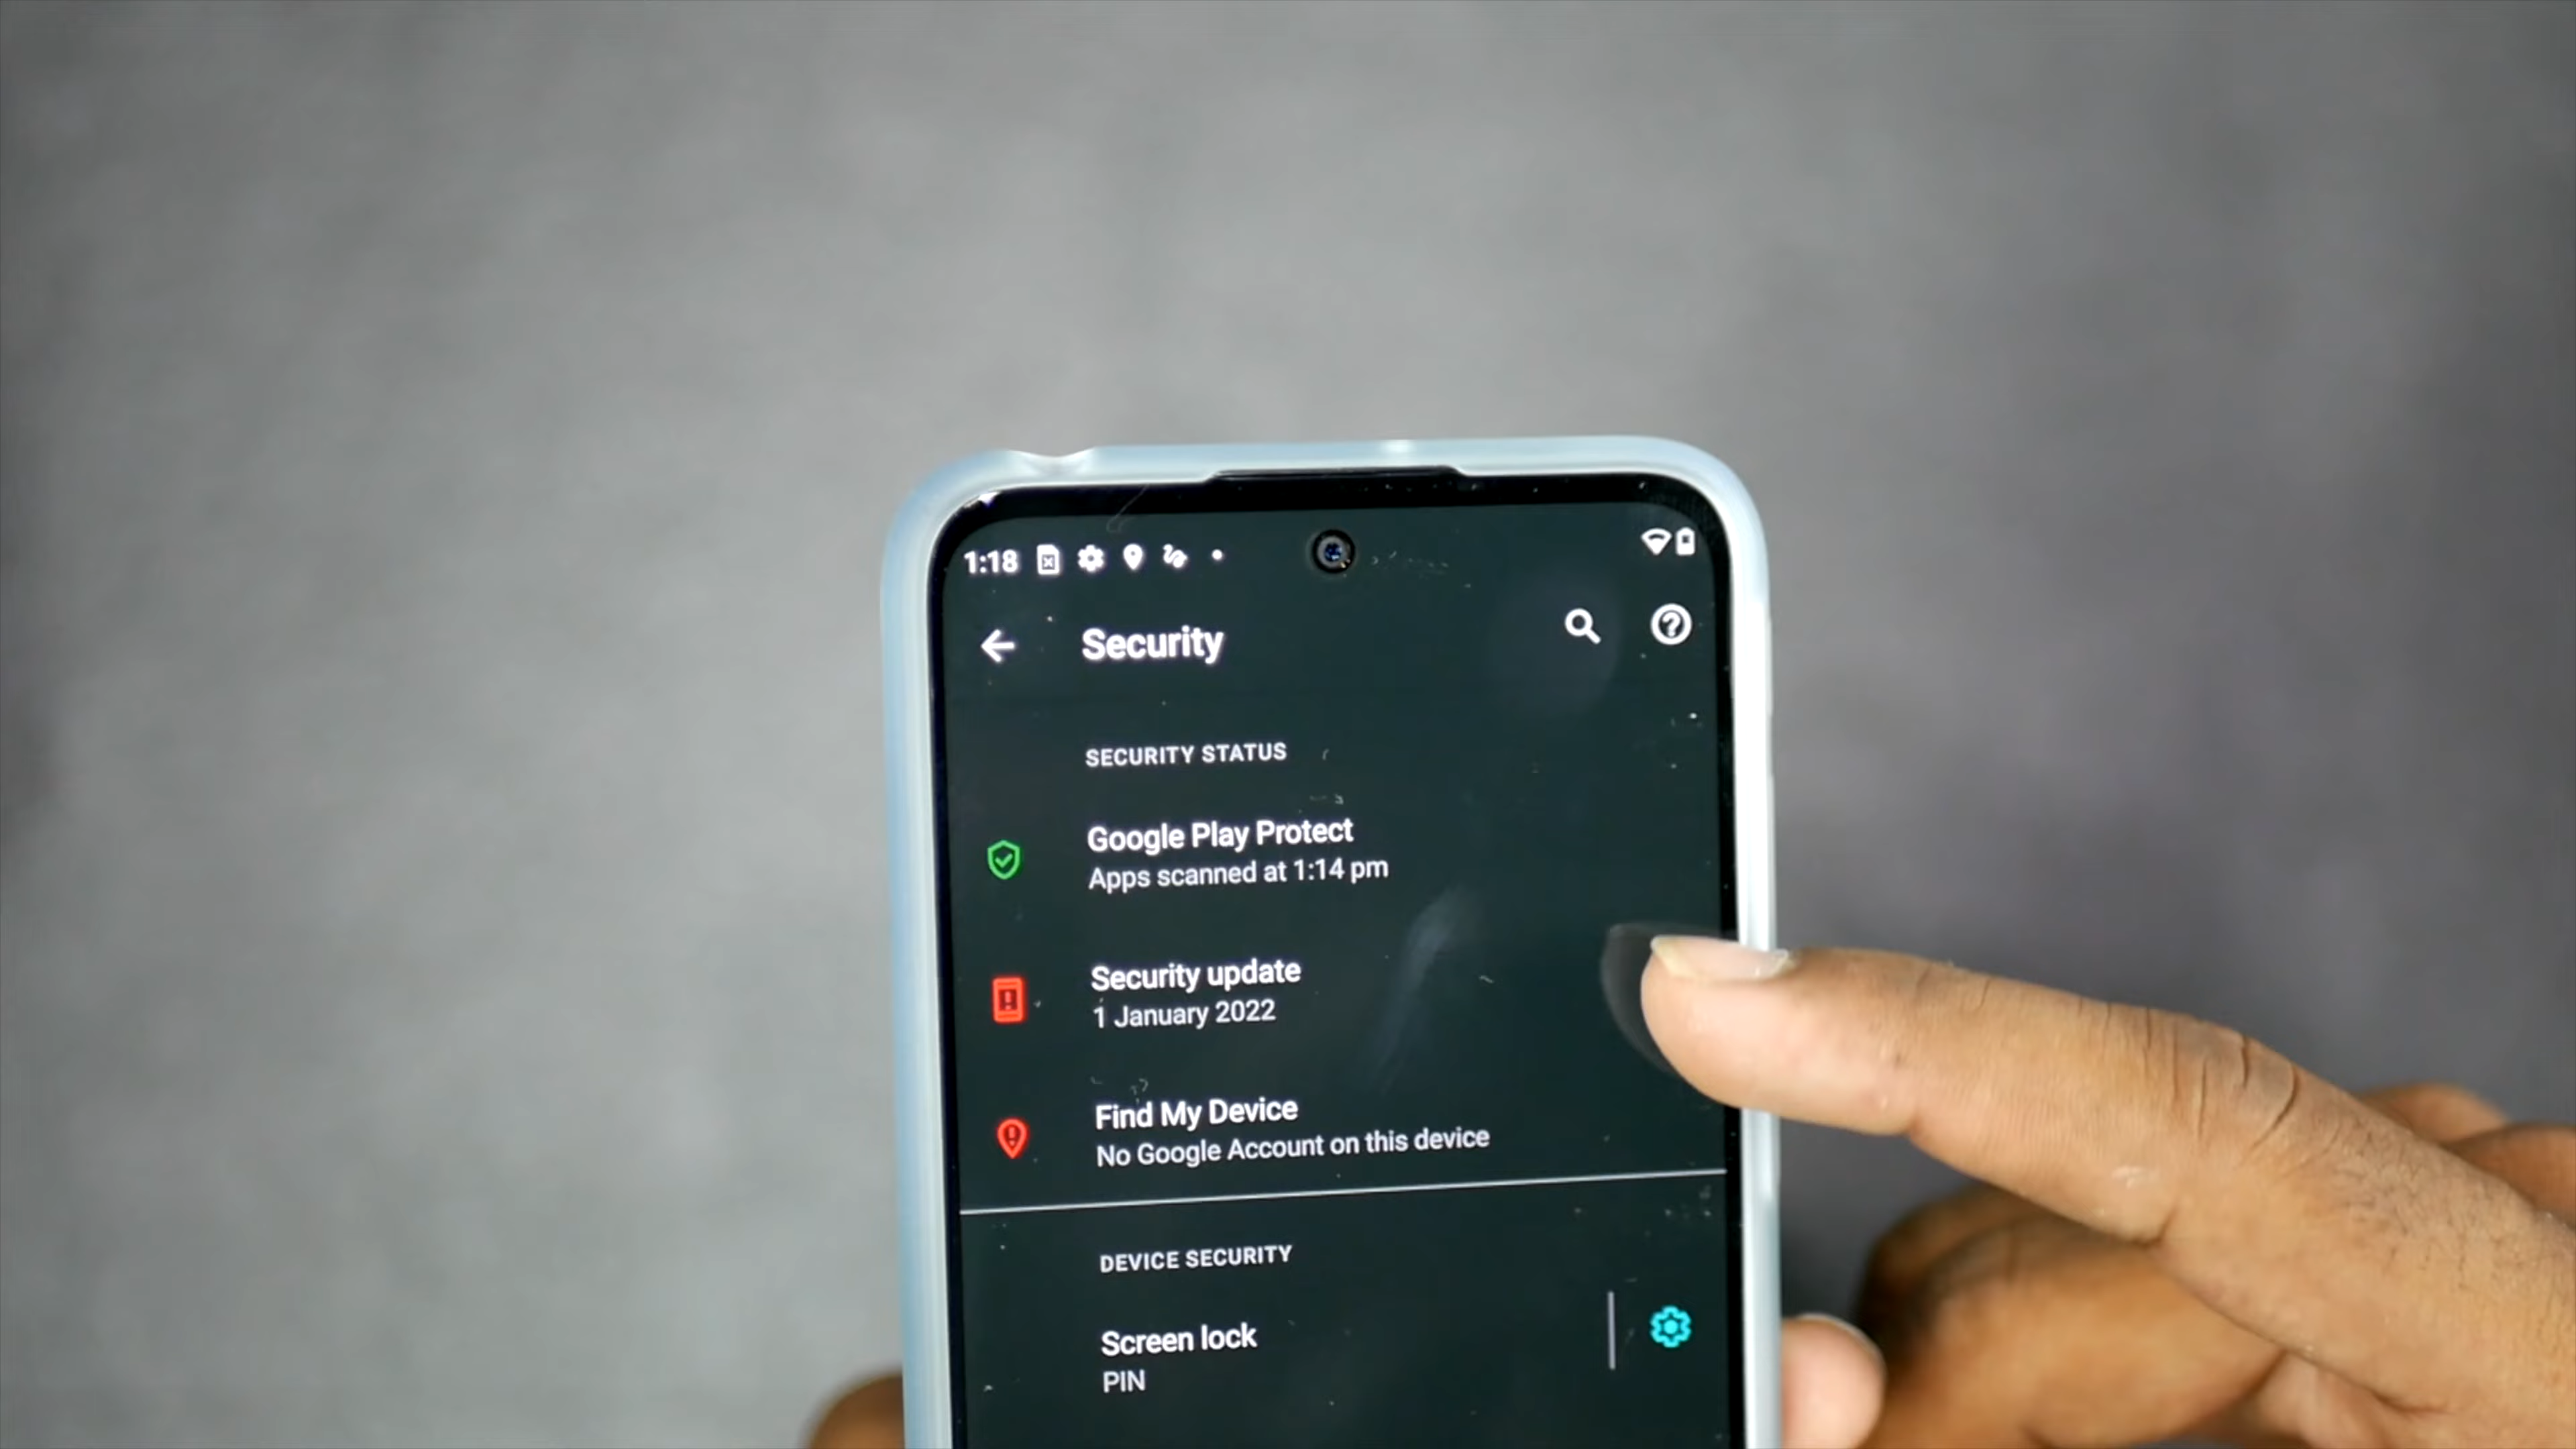 1:18
Security
SECURITY STATUS
Google Play Protect
Apps scanned at 1:14 pm
Security update
1 January 2022
Find My Device
No Google Account on this device
DEVICE SECURITY
Screen lock
PIN